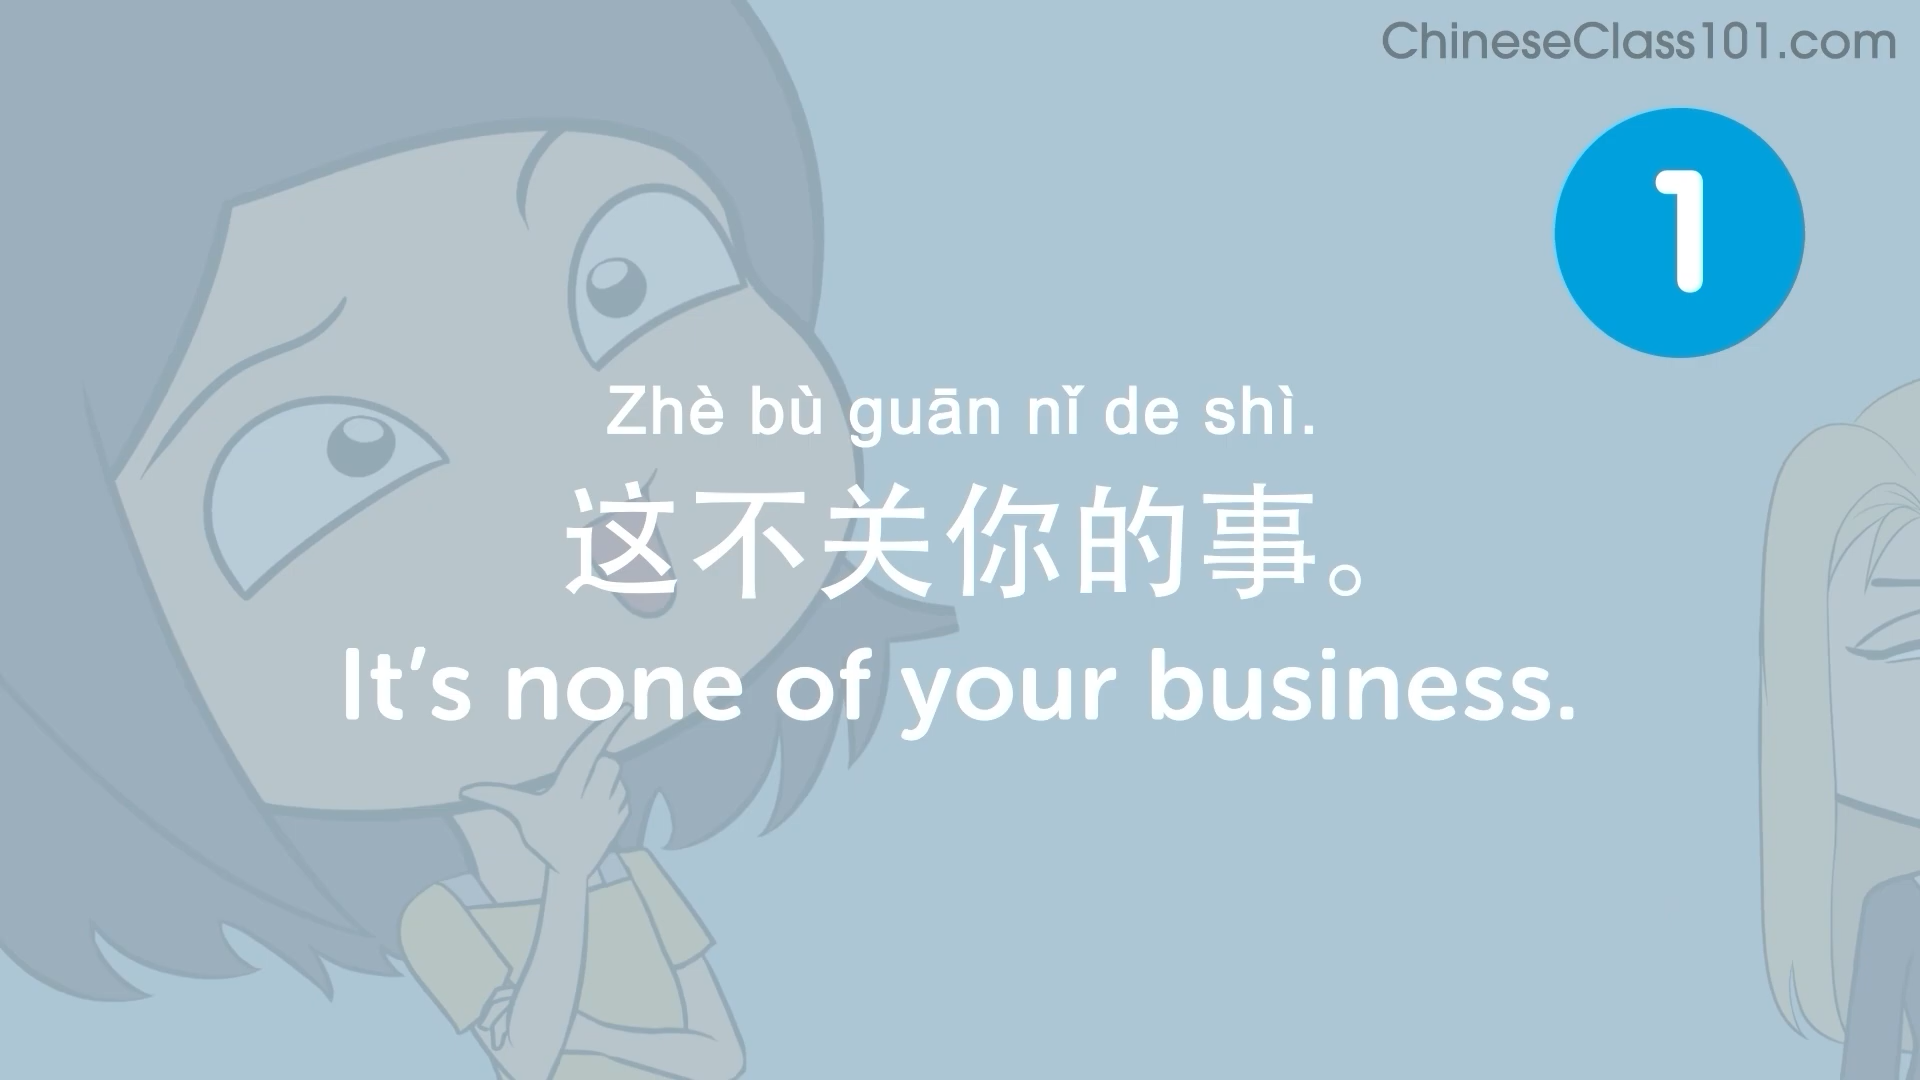 ChineseClass101.com
1
Zhè bù guān nǐ de shì.
这不关你的事。
It's none of your business.